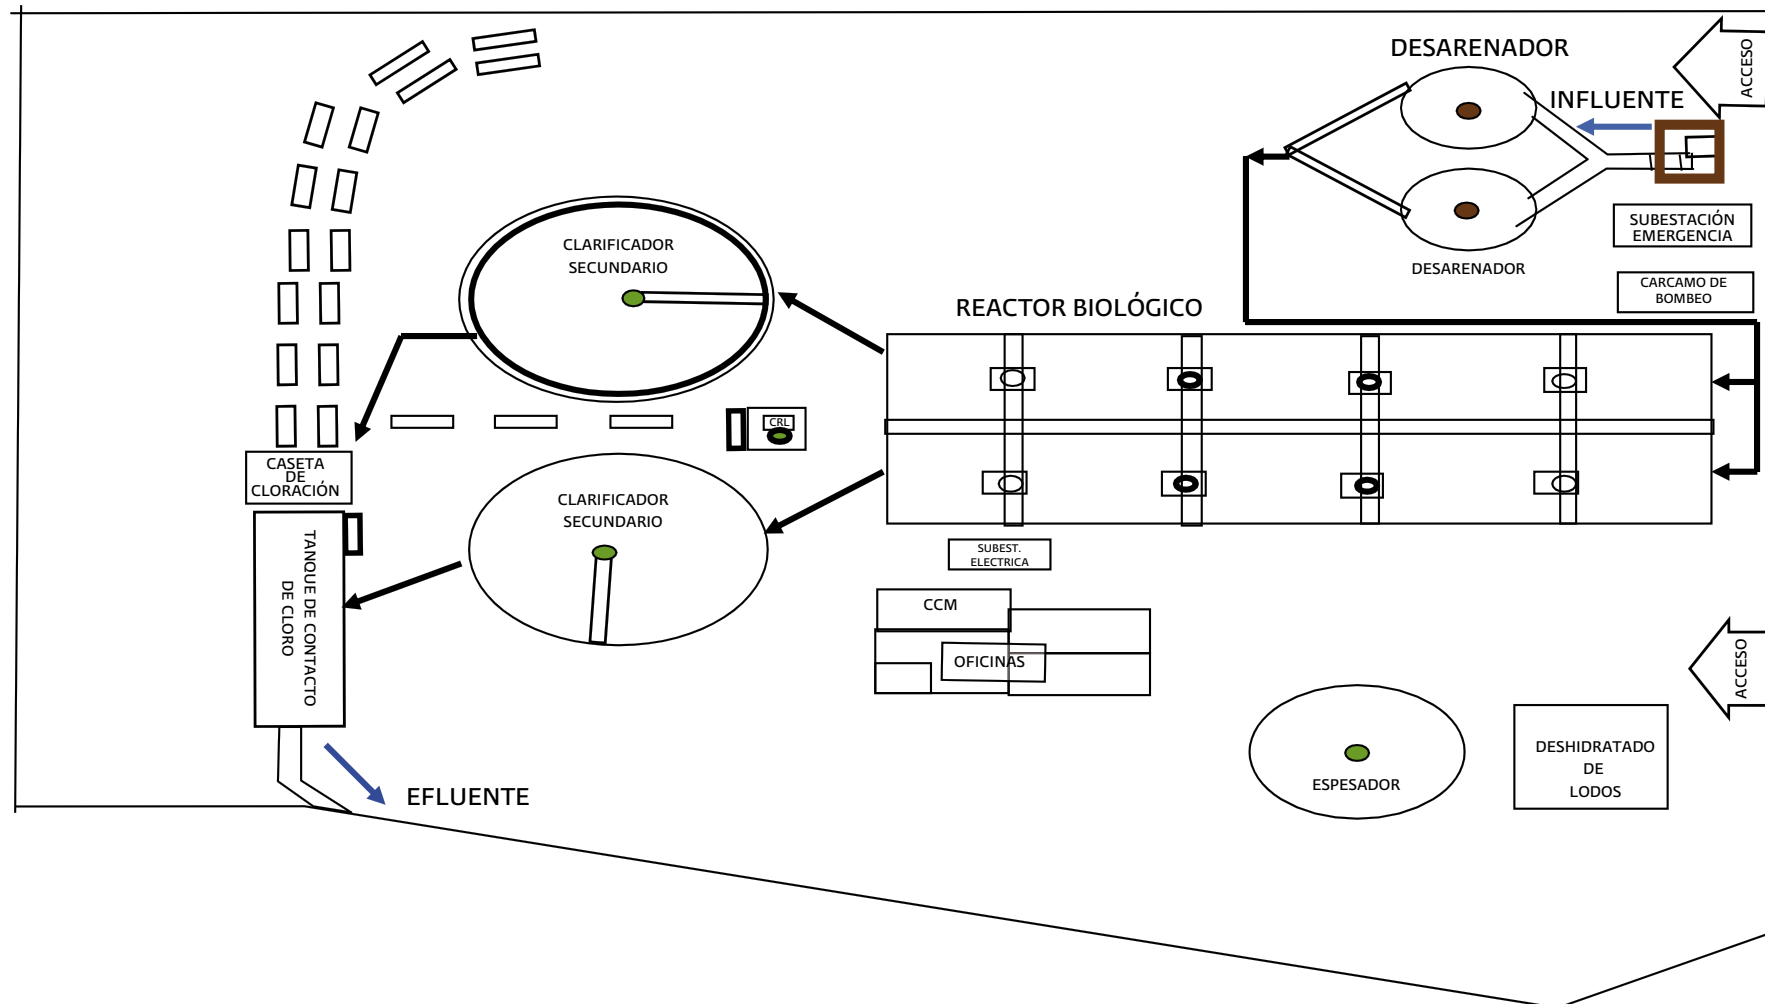 DESARENADOR
ACCESO
INFLUENTE
SUBESTACIÓN
EMERGENCIA
DESARENADOR
CARCAMO DE
BOMBEO
CLARIFICADOR
SECUNDARIO
REACTOR BIOLÓGICO
CRL
CASETA
DE
CLORACIÓN
CLARIFICADOR
SECUNDARIO
TANQUE DE CONTACTO
DE CLORO
SUBEST.
ELECTRICA
CCM
OFICINAS
ACCESO
ESPESADOR
DESHIDRATADO
DE
LODOS
EFLUENTE